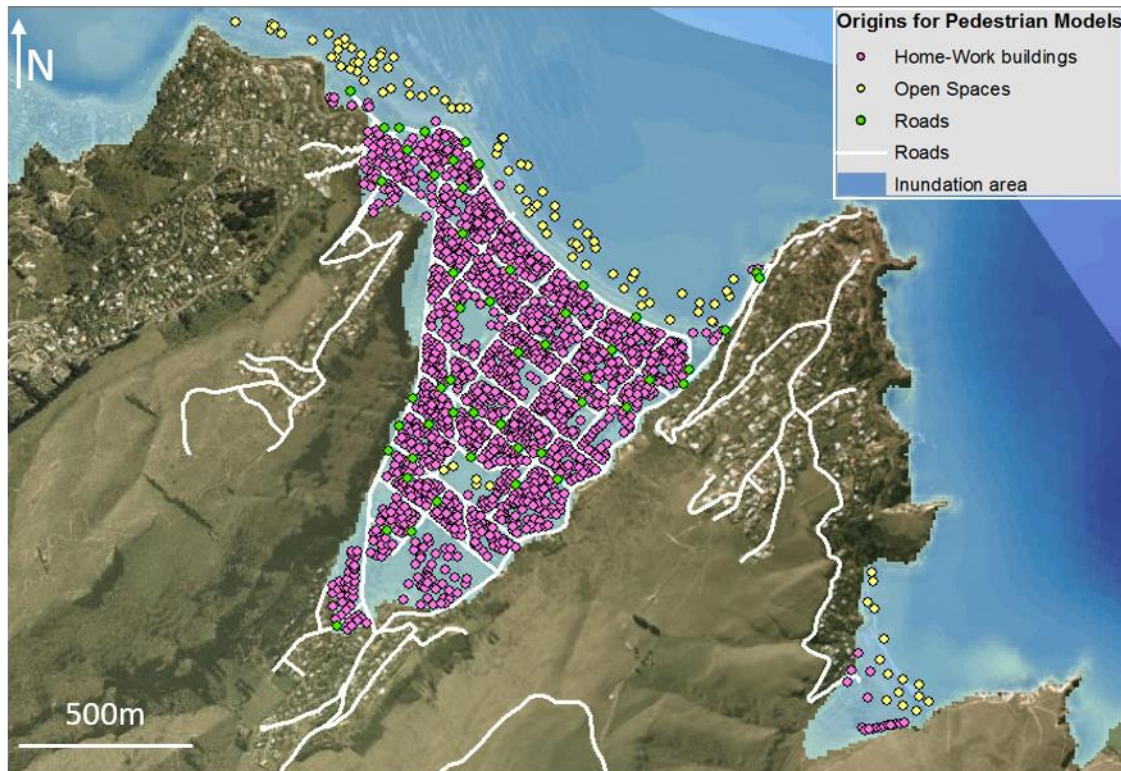 N
Origins for Pedestrian Models
Home-Work buildings
Open Spaces
Roads
Roads
Inundation area
500m